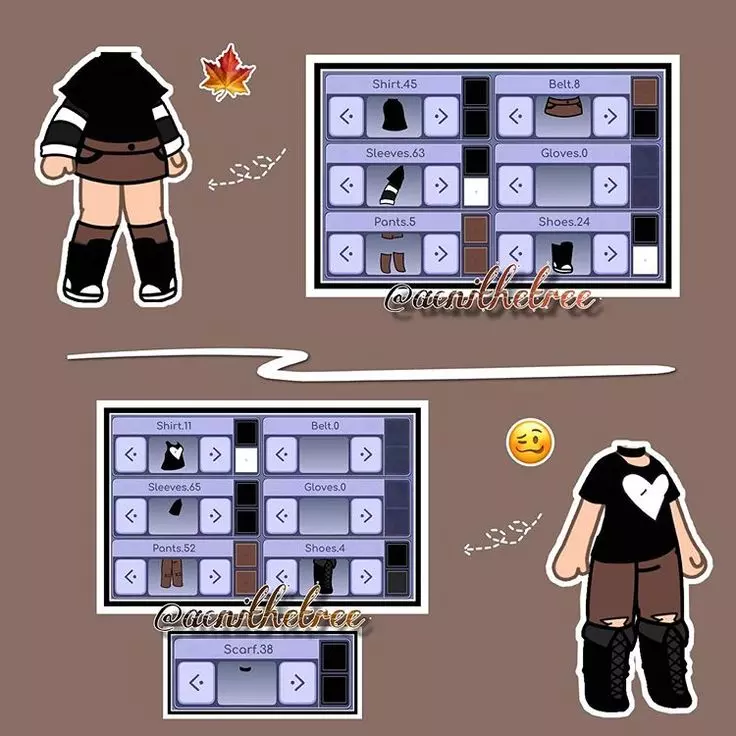 Shirt.45 Belt.8
Sleeves.63 Gloves.0
Pants.5 Shoes.24
@acnithetree
Shirt.11 Belt.0
Sleeves.65 Gloves.0
Pants.52 Shoes.4
@acnithetree
Scarf.38